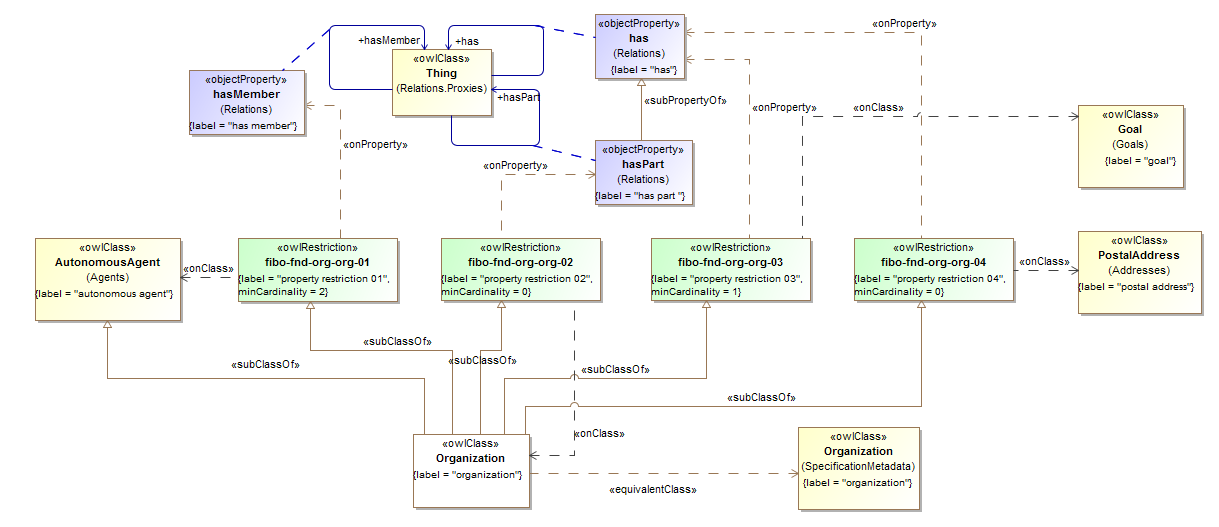 «objectProperty»
has
(Relations)
{label = "has"}
«onProperty»
+hasMember
+has
«owlClass»
Thing
(Relations.Proxies)
+hasPart
«objectProperty»
hasMember
(Relations)
{label = "has member"}
«subPropertyOf»
«onProperty»
«onClass»
«owlClass»
Goal
(Goals)
{label = "goal"}
«onProperty»
«onProperty»
«objectProperty»
hasPart
(Relations)
{label = "has part "}
«owlClass»
AutonomousAgent
(Agents)
{label = "autonomous agent"}
«onClass»
«owlRestriction»
fibo-fnd-org-org-01
{label = "property restriction 01",
minCardinality = 2}
«owlRestriction»
fibo-fnd-org-org-02
{label = "property restriction 02",
minCardinality = 0}
«owlRestriction»
fibo-fnd-org-org-03
{label = "property restriction 03",
minCardinality = 1}
«owlRestriction»
fibo-fnd-org-org-04
{label = "property restriction 04",
minCardinality = 0}
«onClass»
«owlClass»
PostalAddress
(Addresses)
{label = "postal address"}
«subClassOf»
«subClassOf»
«subClassOf»
«subClassOf»
«subClassOf»
«onClass»
«owlClass»
Organization
{label = "organization"}
«equivalentClass»
«owlClass»
Organization
(SpecificationMetadata)
{label = "organization"}